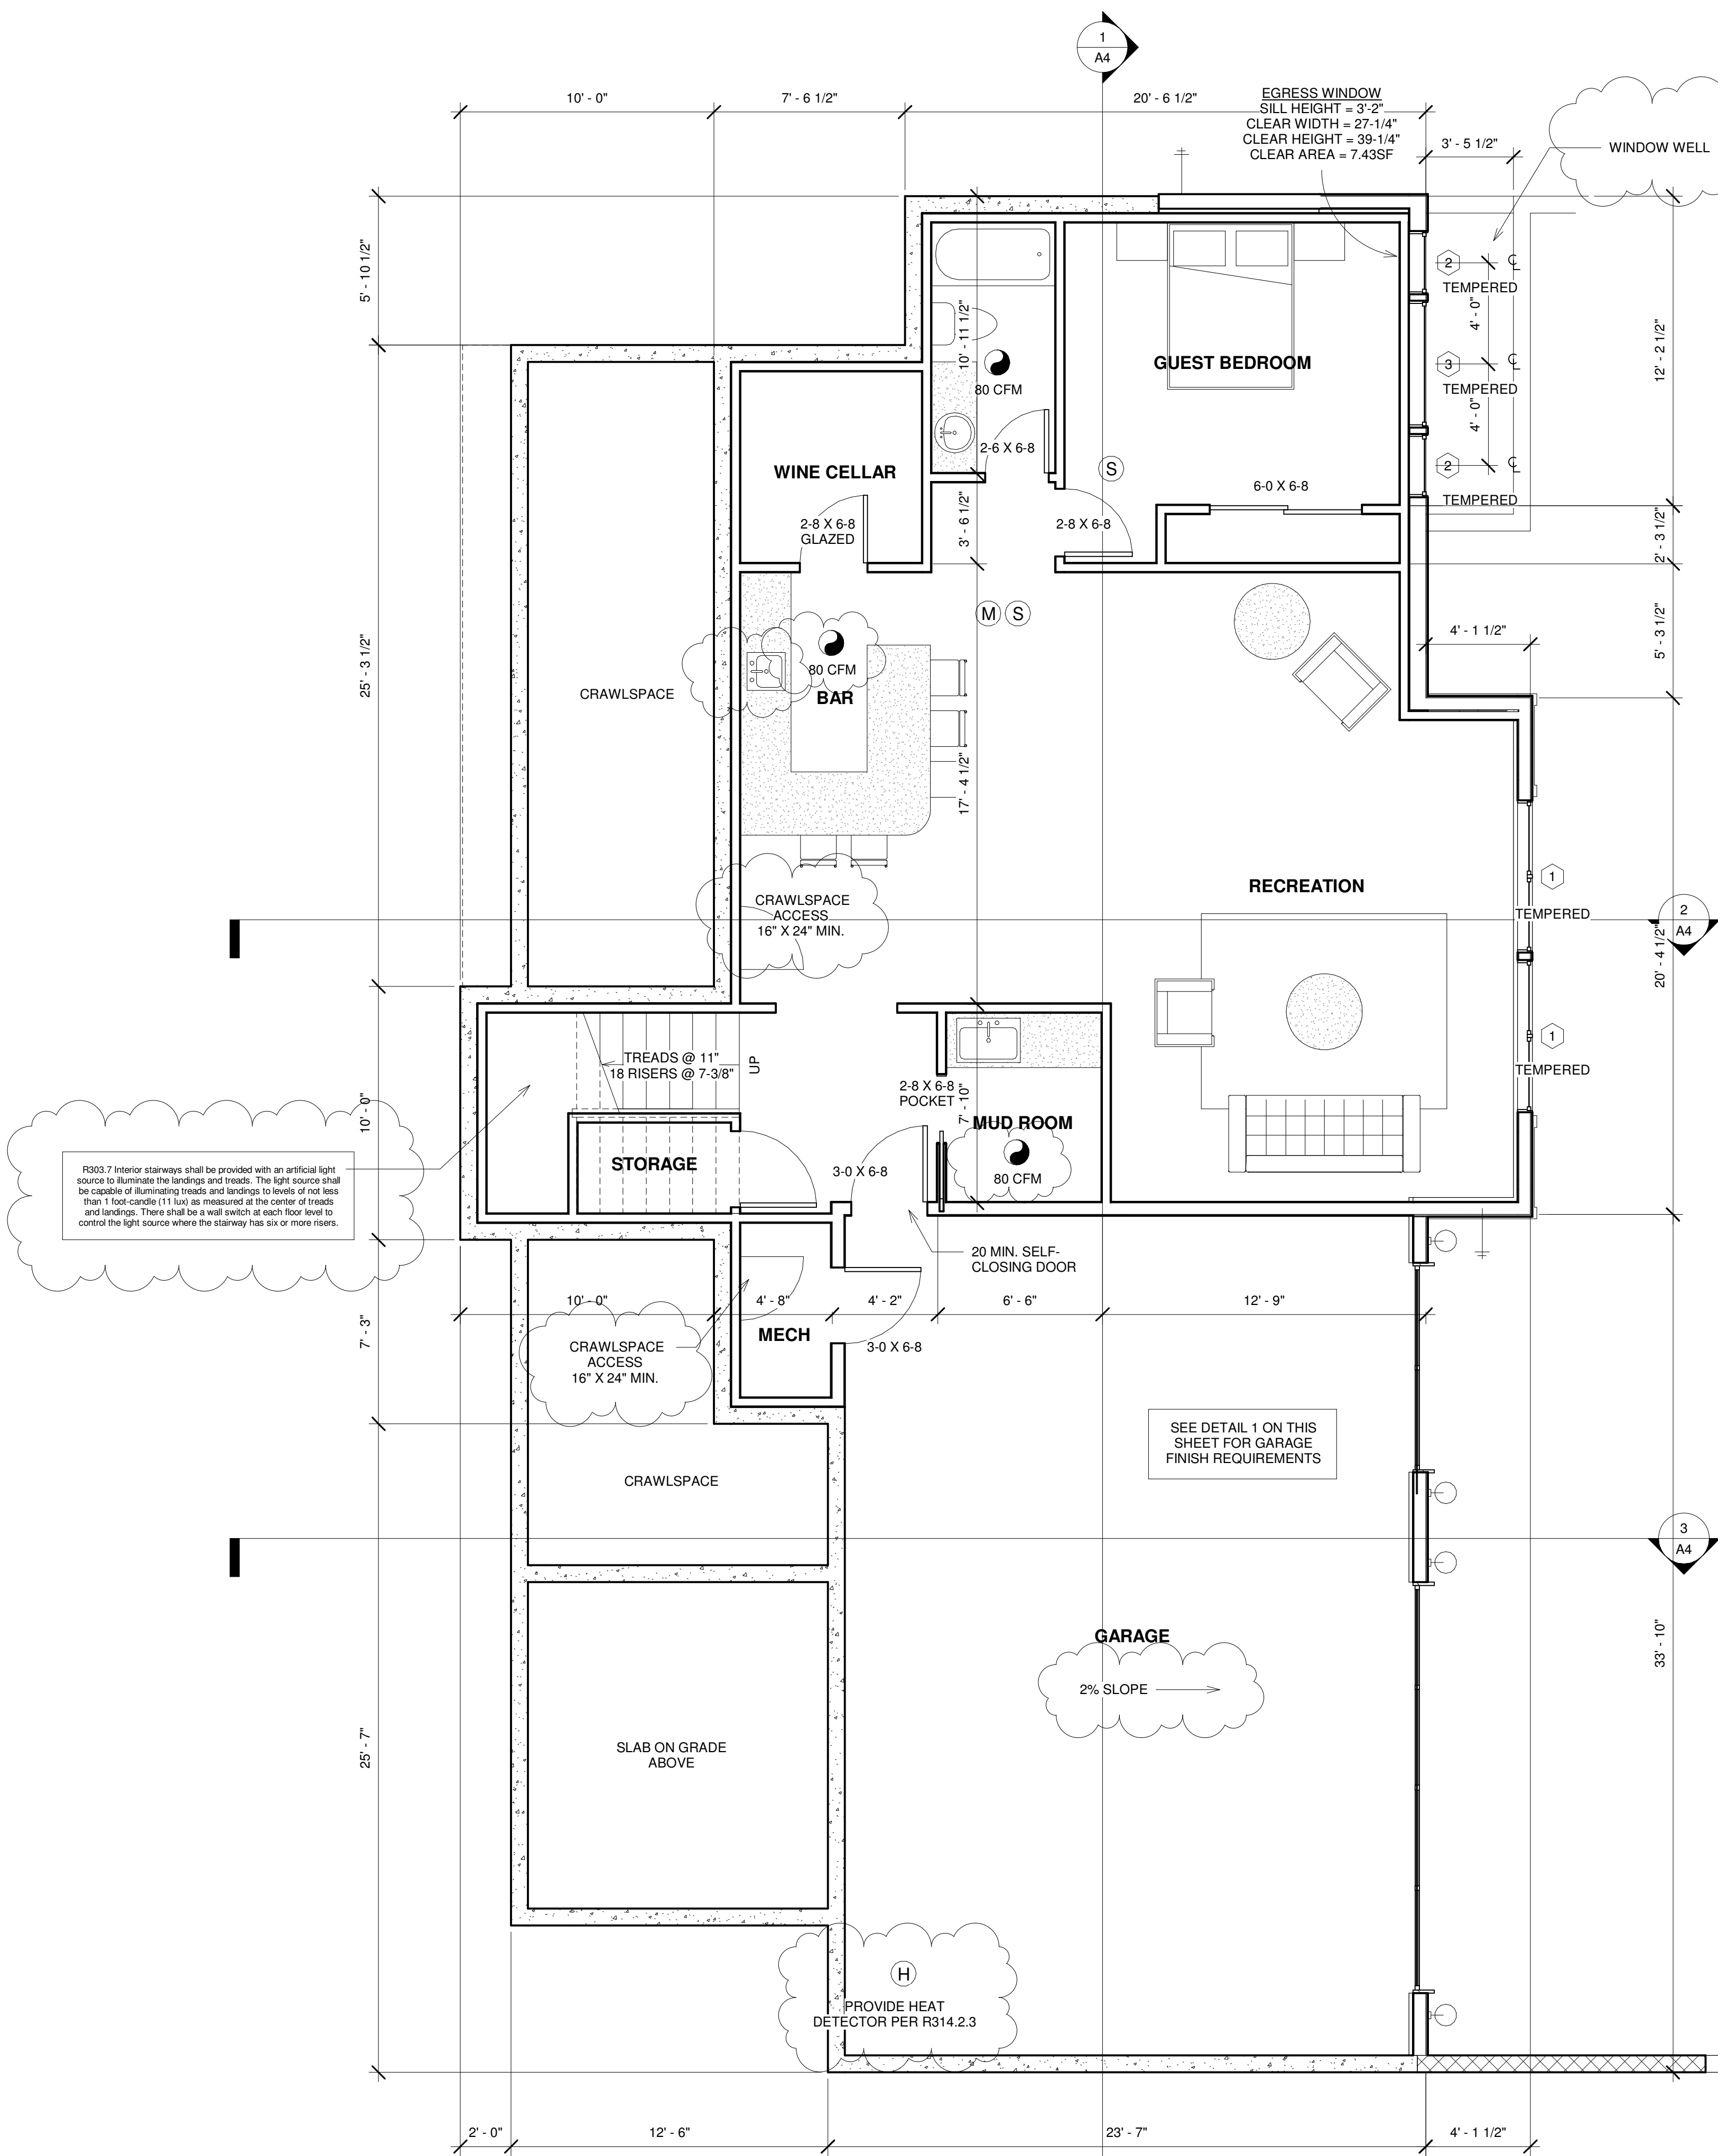 1
A4
10' - 0"
7' - 6 1/2"
20' - 6 1/2"
EGRESS WINDOW
SILL HEIGHT = 3'-2"
CLEAR WIDTH = 27-1/4"
CLEAR HEIGHT = 39-1/4"
CLEAR AREA = 7.43SF
3' - 5 1/2"
WINDOW WELL
5' - 10 1/2"
2
TEMPERED
4' - 0"
10' - 11 1/2"
80 CFM
GUEST BEDROOM
3
TEMPERED
4' - 0"
12' - 2 1/2"
2-6 X 6-8
WINE CELLAR
S
2
TEMPERED
6-0 X 6-8
2-8 X 6-8
GLAZED
3' - 6 1/2"
2-8 X 6-8
2' - 3 1/2"
M
S
25' - 3 1/2"
4' - 1 1/2"
5' - 3 1/2"
80 CFM
BAR
CRAWLSPACE
17' - 4 1/2"
1
TEMPERED
RECREATION
CRAWLSPACE
ACCESS
16" X 24" MIN.
2
A4
20' - 4 1/2"
1
TEMPERED
TREADS @ 11"
18 RISERS @ 7-3/8"
UP
2-8 X 6-8
POCKET
7' - 10"
MUD ROOM
80 CFM
10' - 0"
STORAGE
3-0 X 6-8
R303.7 Interior stairways shall be provided with an artificial light
source to illuminate the landings and treads. The light source shall
be capable of illuminating treads and landings to levels of not less
than 1 foot-candle (11 lux) as measured at the center of treads
and landings. There shall be a wall switch at each floor level to
control the light source where the stairway has six or more risers.
20 MIN. SELF-
CLOSING DOOR
10' - 0"
4' - 8"
4' - 2"
6' - 6"
12' - 9"
7' - 3"
MECH
3-0 X 6-8
CRAWLSPACE
ACCESS
16" X 24" MIN.
SEE DETAIL 1 ON THIS
SHEET FOR GARAGE
FINISH REQUIREMENTS
CRAWLSPACE
3
A4
GARAGE
2% SLOPE
33' - 10"
25' - 7"
SLAB ON GRADE
ABOVE
H
PROVIDE HEAT
DETECTOR PER R314.2.3
2' - 0"
12' - 6"
23' - 7"
4' - 1 1/2"